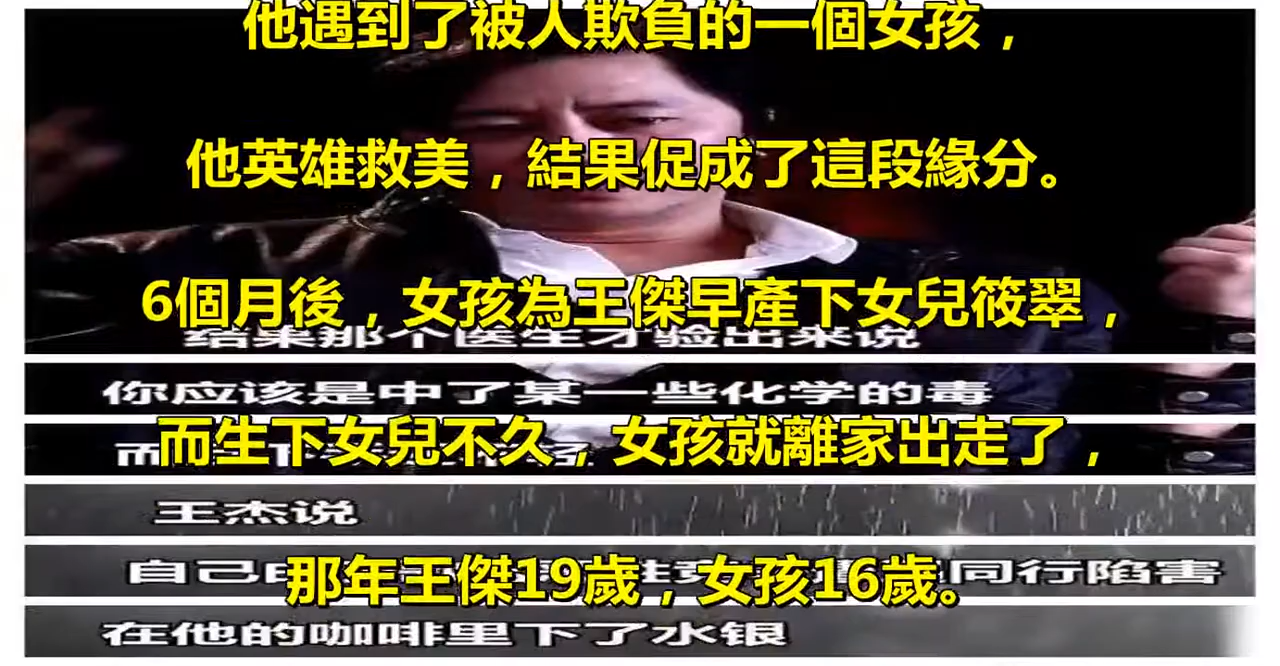 他遇到了被人欺負的一個女孩，
他英雄救美，結果促成了這段緣分。
6個月後，女孩為王傑早產下女兒筱翠，
结果那个医生才验出来说
你应该是中了某一些化学的毒
而生下女兒不久，女孩就離家出走了，
王杰说
自己
同行陷害
那年王傑19歲，女孩16歲。
在他的咖啡里下了水银